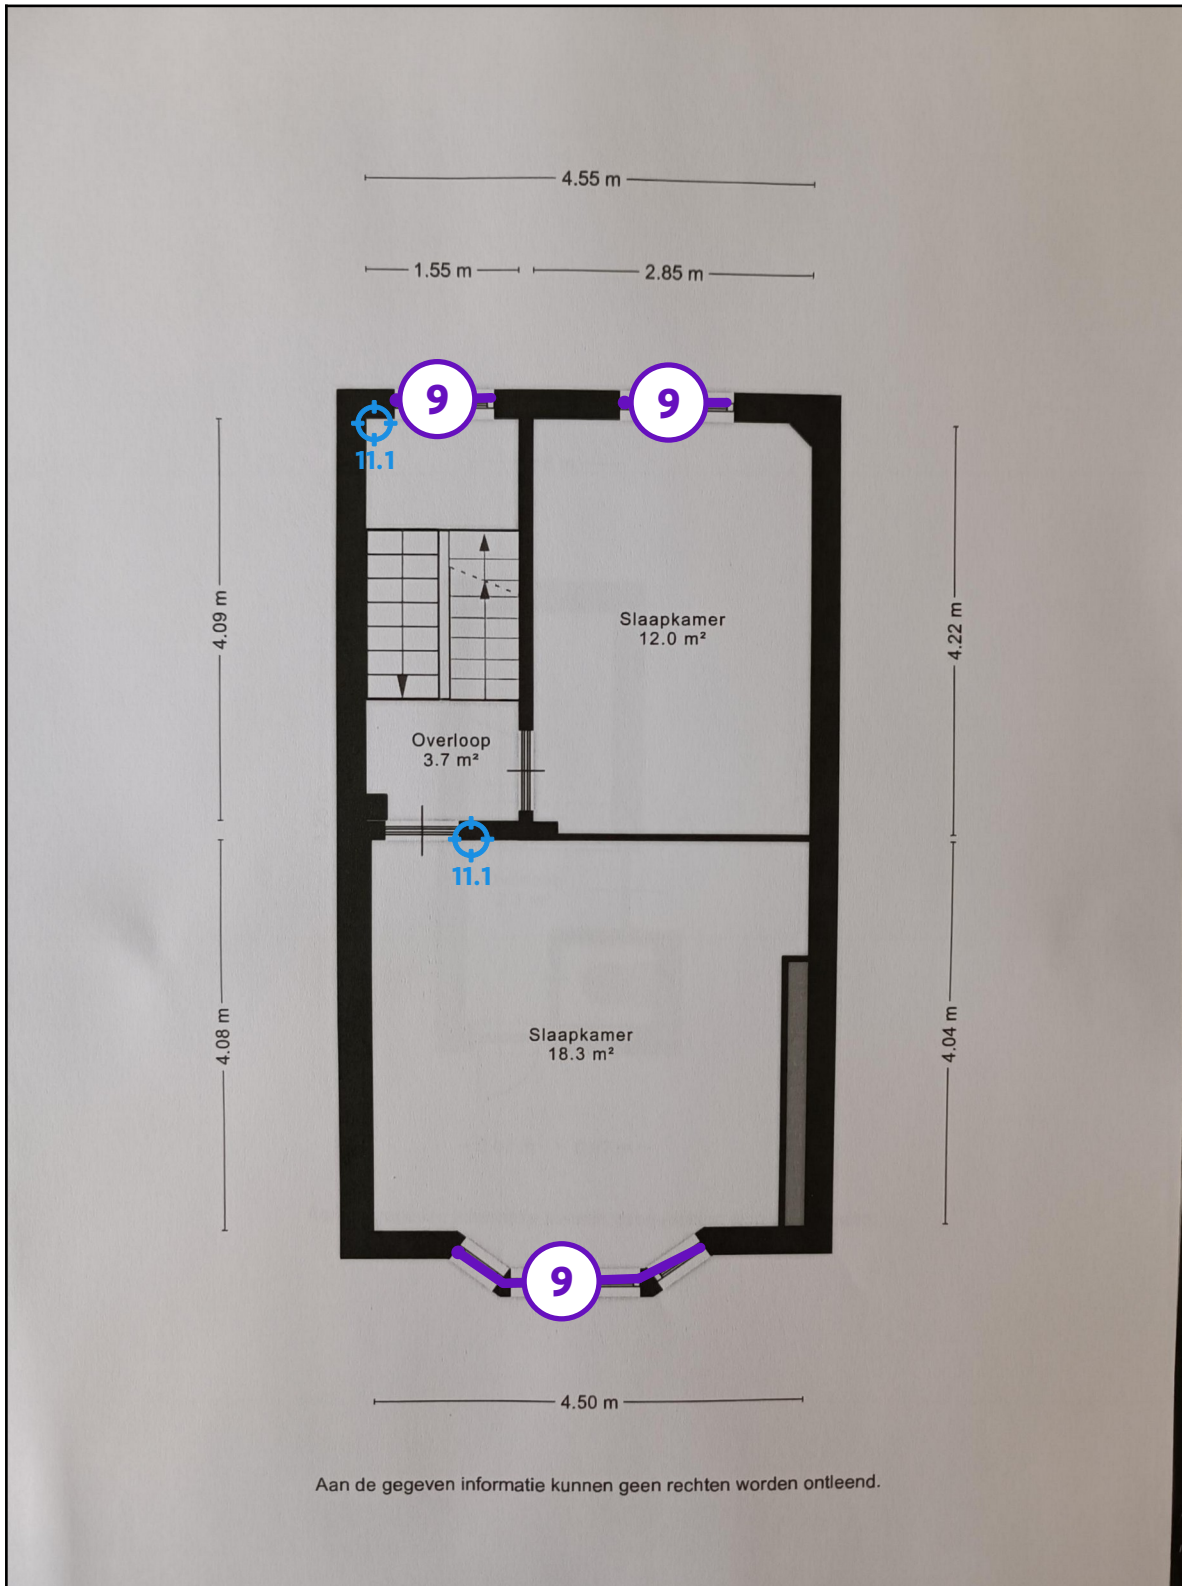 4.55 m
1.55 m
2.85 m
9
9
11.1
4.09 m
4.22 m
Slaapkamer
12.0 m²
Overloop
3.7 m²
11.1
4.08 m
4.04 m
Slaapkamer
18.3 m²
9
4.50 m
Aan de gegeven informatie kunnen geen rechten worden ontleend.